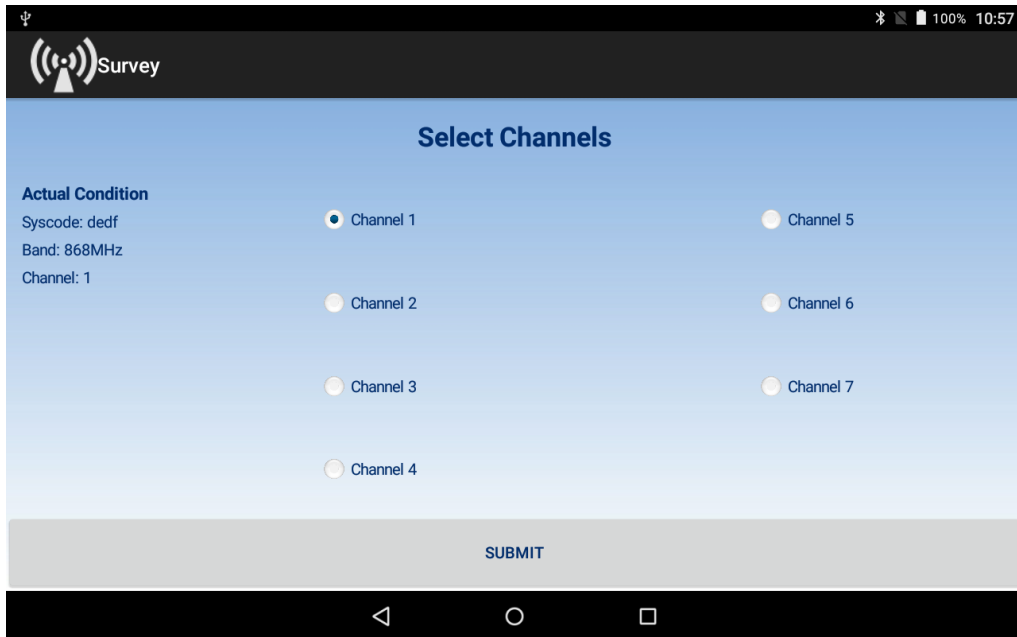 100% 10:57
Survey
Select Channels
Actual Condition
Syscode: dedf
Band: 868MHz
Channel: 1
Channel 1
Channel 2
Channel 3
Channel 4
Channel 5
Channel 6
Channel 7
SUBMIT